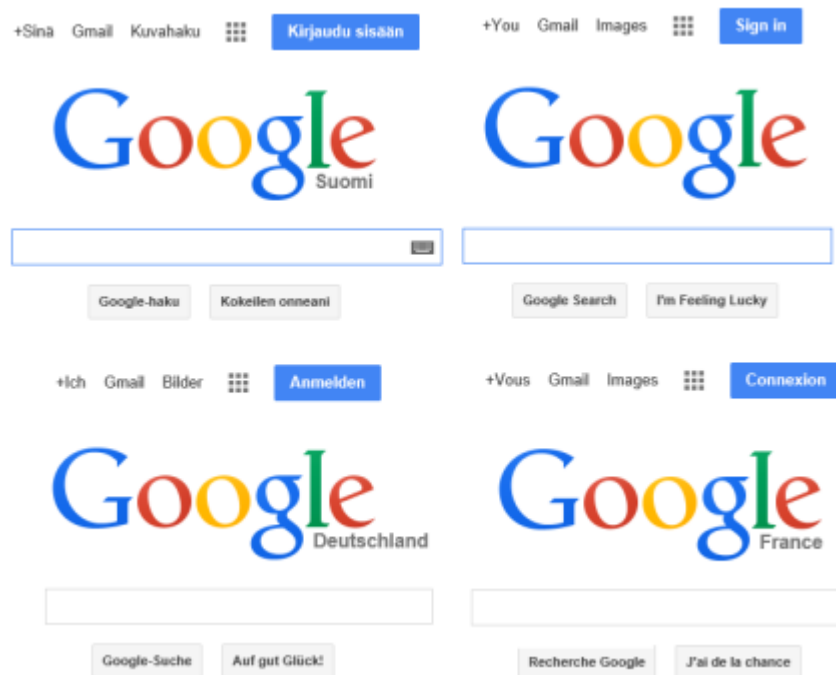 +Sinä Gmail Kuvahaku Kirjaudu sisään
Google
Suomi
Google-haku Kokeilen onneani
+You Gmail Images Sign in
Google
Google Search I'm Feeling Lucky
+Ich Gmail Bilder Anmelden
Google
Deutschland
Google-Suche Auf gut Glück!
+Vous Gmail Images Connexion
Google
France
Recherche Google J'ai de la chance